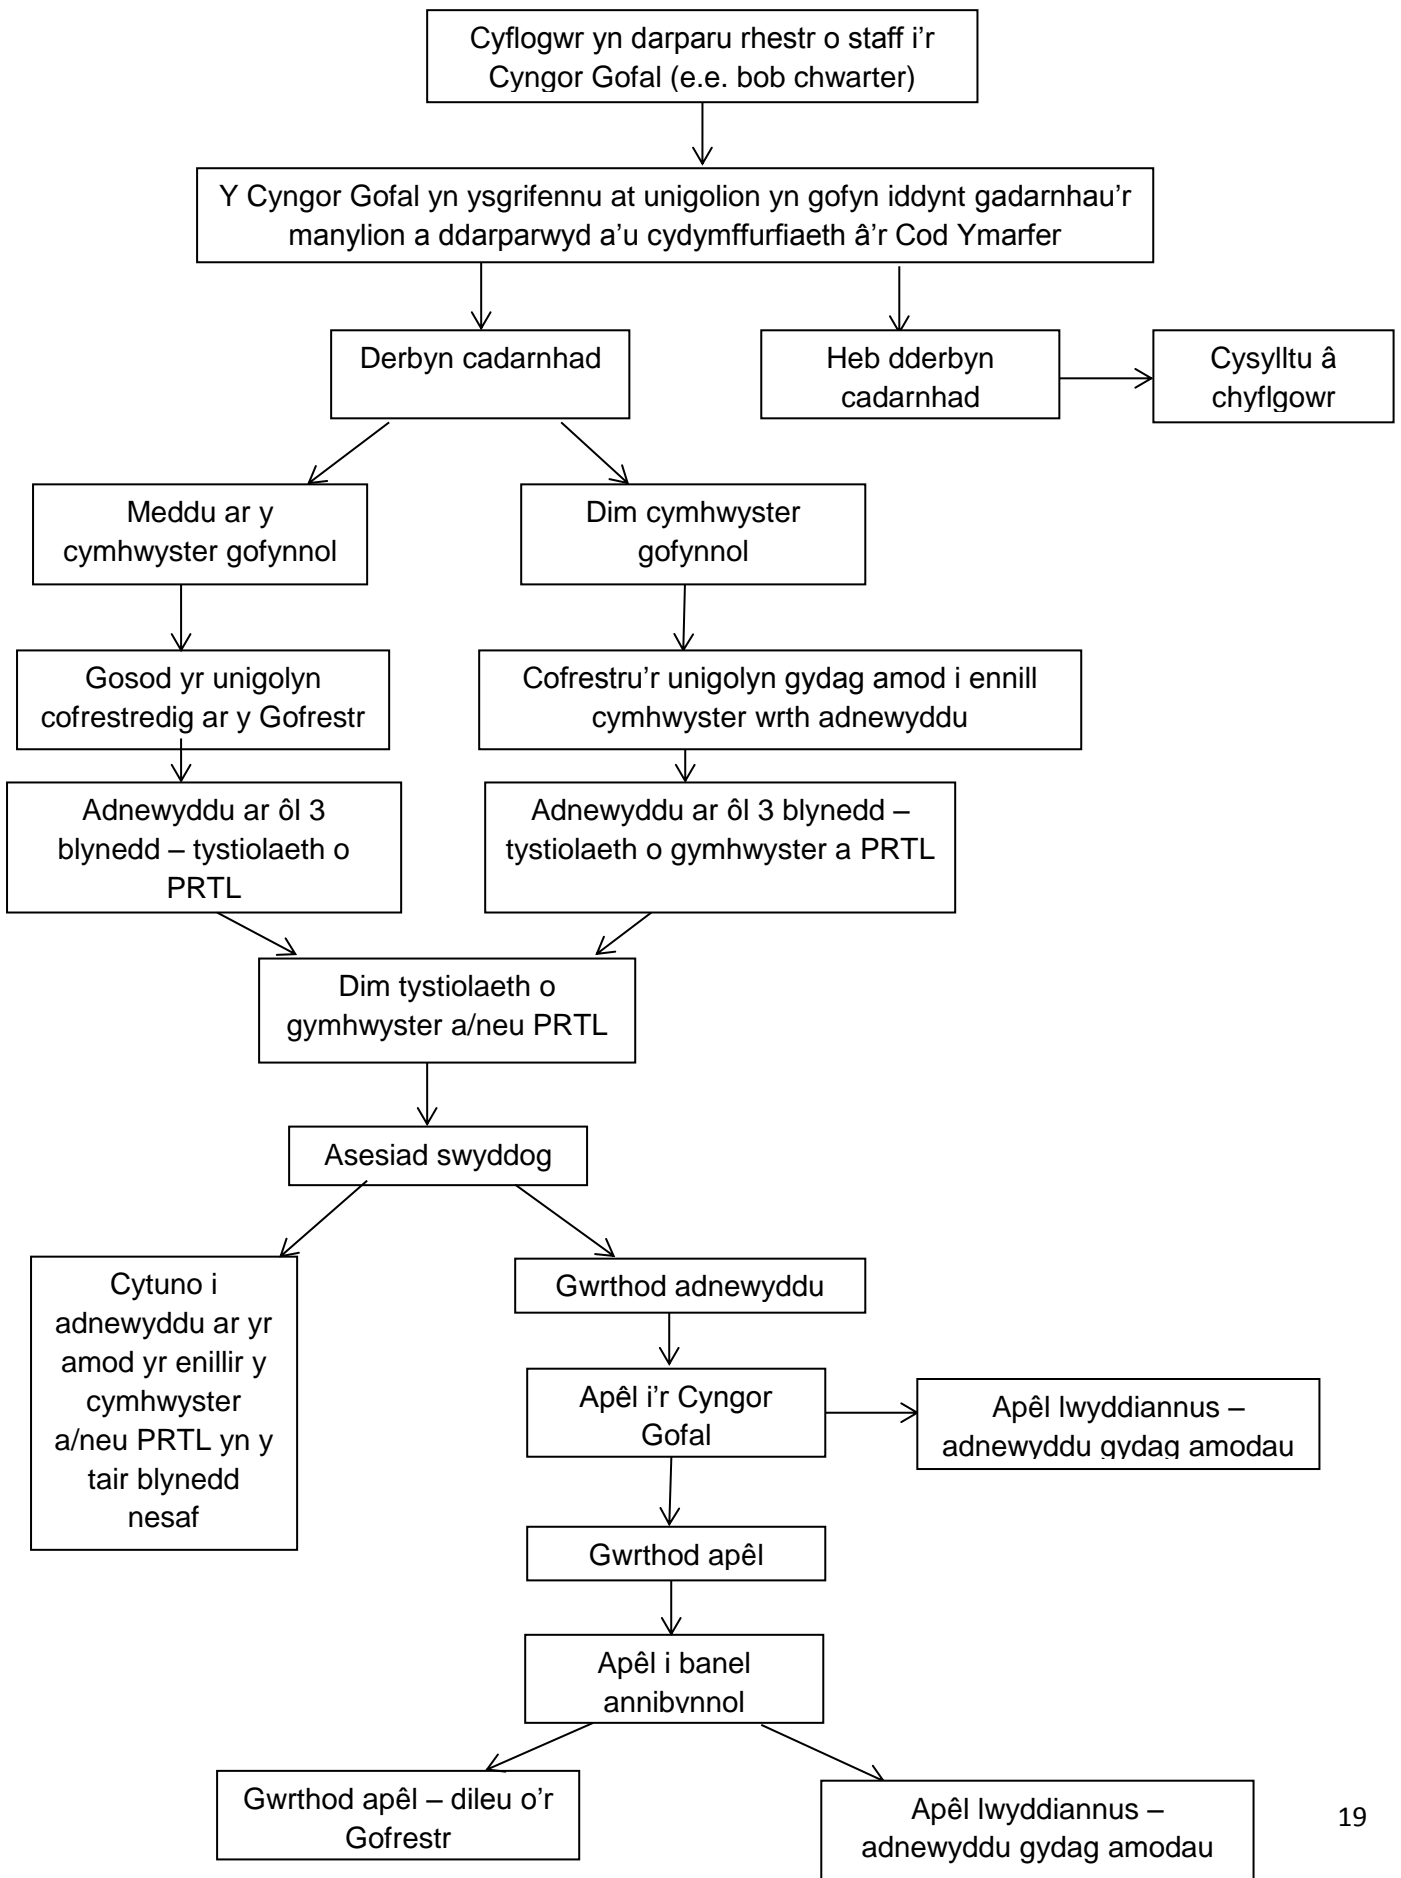 Cyflogwr yn darparu rhestr o staff i’r
Cyngor Gofal (e.e. bob chwarter)
Y Cyngor Gofal yn ysgrifennu at unigolion yn gofyn iddynt gadarnhau’r
manylion a ddarparwyd a’u cydymffurfiaeth â’r Cod Ymarfer
Derbyn cadarnhad
Heb dderbyn
cadarnhad
Cysylltu â
chyflgowr
Meddu ar y
cymhwyster gofynnol
Dim cymhwyster
gofynnol
Gosod yr unigolyn
cofrestredig ar y Gofrestr
Cofrestru’r unigolyn gydag amod i ennill
cymhwyster wrth adnewyddu
Adnewyddu ar ôl 3
blynedd – tystiolaeth o
PRTL
Adnewyddu ar ôl 3 blynedd –
tystiolaeth o gymhwyster a PRTL
Dim tystiolaeth o
gymhwyster a/neu PRTL
Asesiad swyddog
Cytuno i
adnewyddu ar yr
amod yr enillir y
cymhwyster
a/neu PRTL yn y
tair blynedd
nesaf
Gwrthod adnewyddu
Apêl i’r Cyngor
Gofal
Apêl lwyddiannus –
adnewyddu gydag amodau
Gwrthod apêl
Apêl i banel
annibynnol
Gwrthod apêl – dileu o’r
Gofrestr
Apêl lwyddiannus –
adnewyddu gydag amodau
19